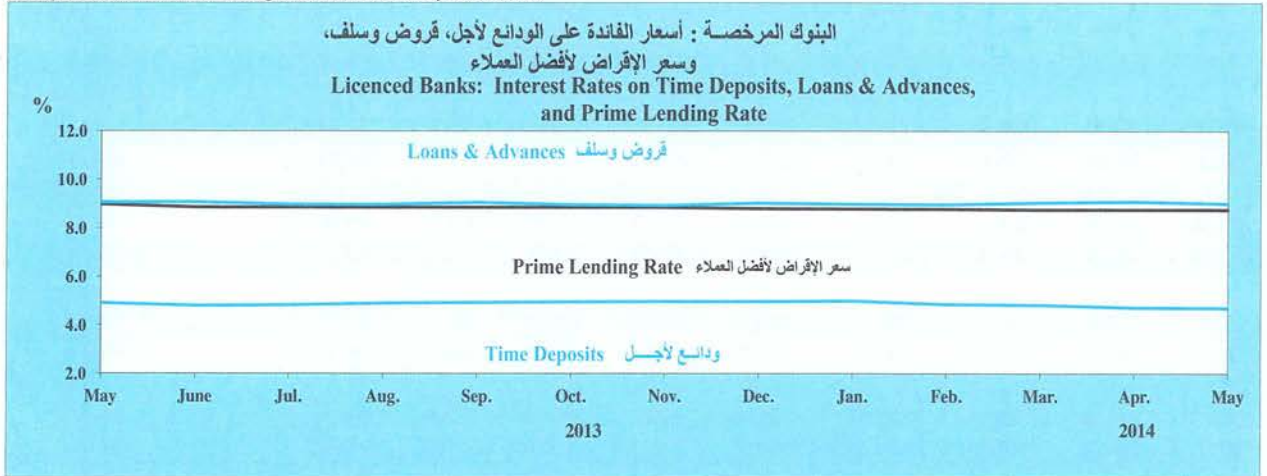 البنوك المرخصــة : أسعار الفائدة على الودائع لأجل، قروض وسلف،
وسعر الإقراض لأفضل العملاء
Licenced Banks: Interest Rates on Time Deposits, Loans & Advances,
and Prime Lending Rate
%
12.0
Loans & Advances قروض وسلف
10.0
8.0
Prime Lending Rate سعر الإقراض لأفضل العملاء
6.0
4.0
Time Deposits ودائــع لأجــــل
2.0
May June Jul. Aug. Sep. Oct. Nov. Dec. Jan. Feb. Mar. Apr. May
2013 2014